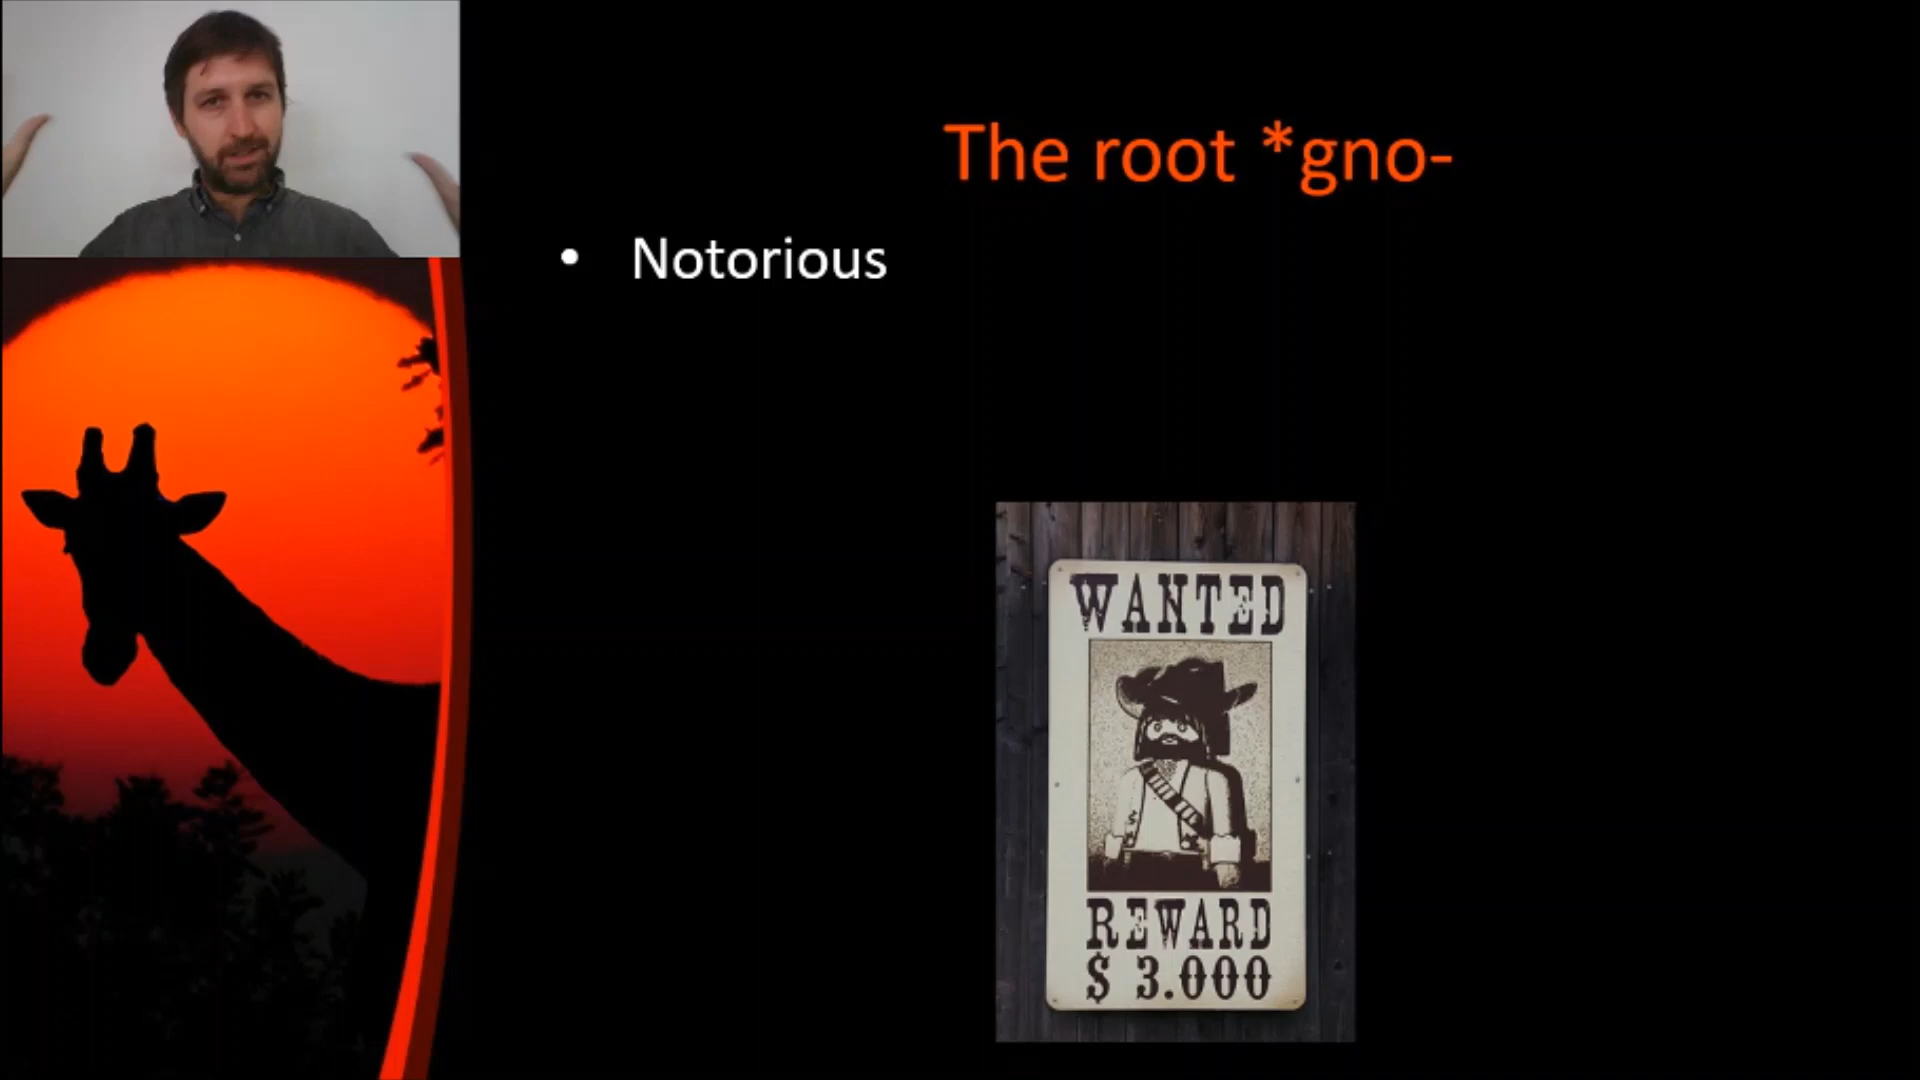 The root *gno-
• Notorious
WANTED
REWARD
$ 3.000